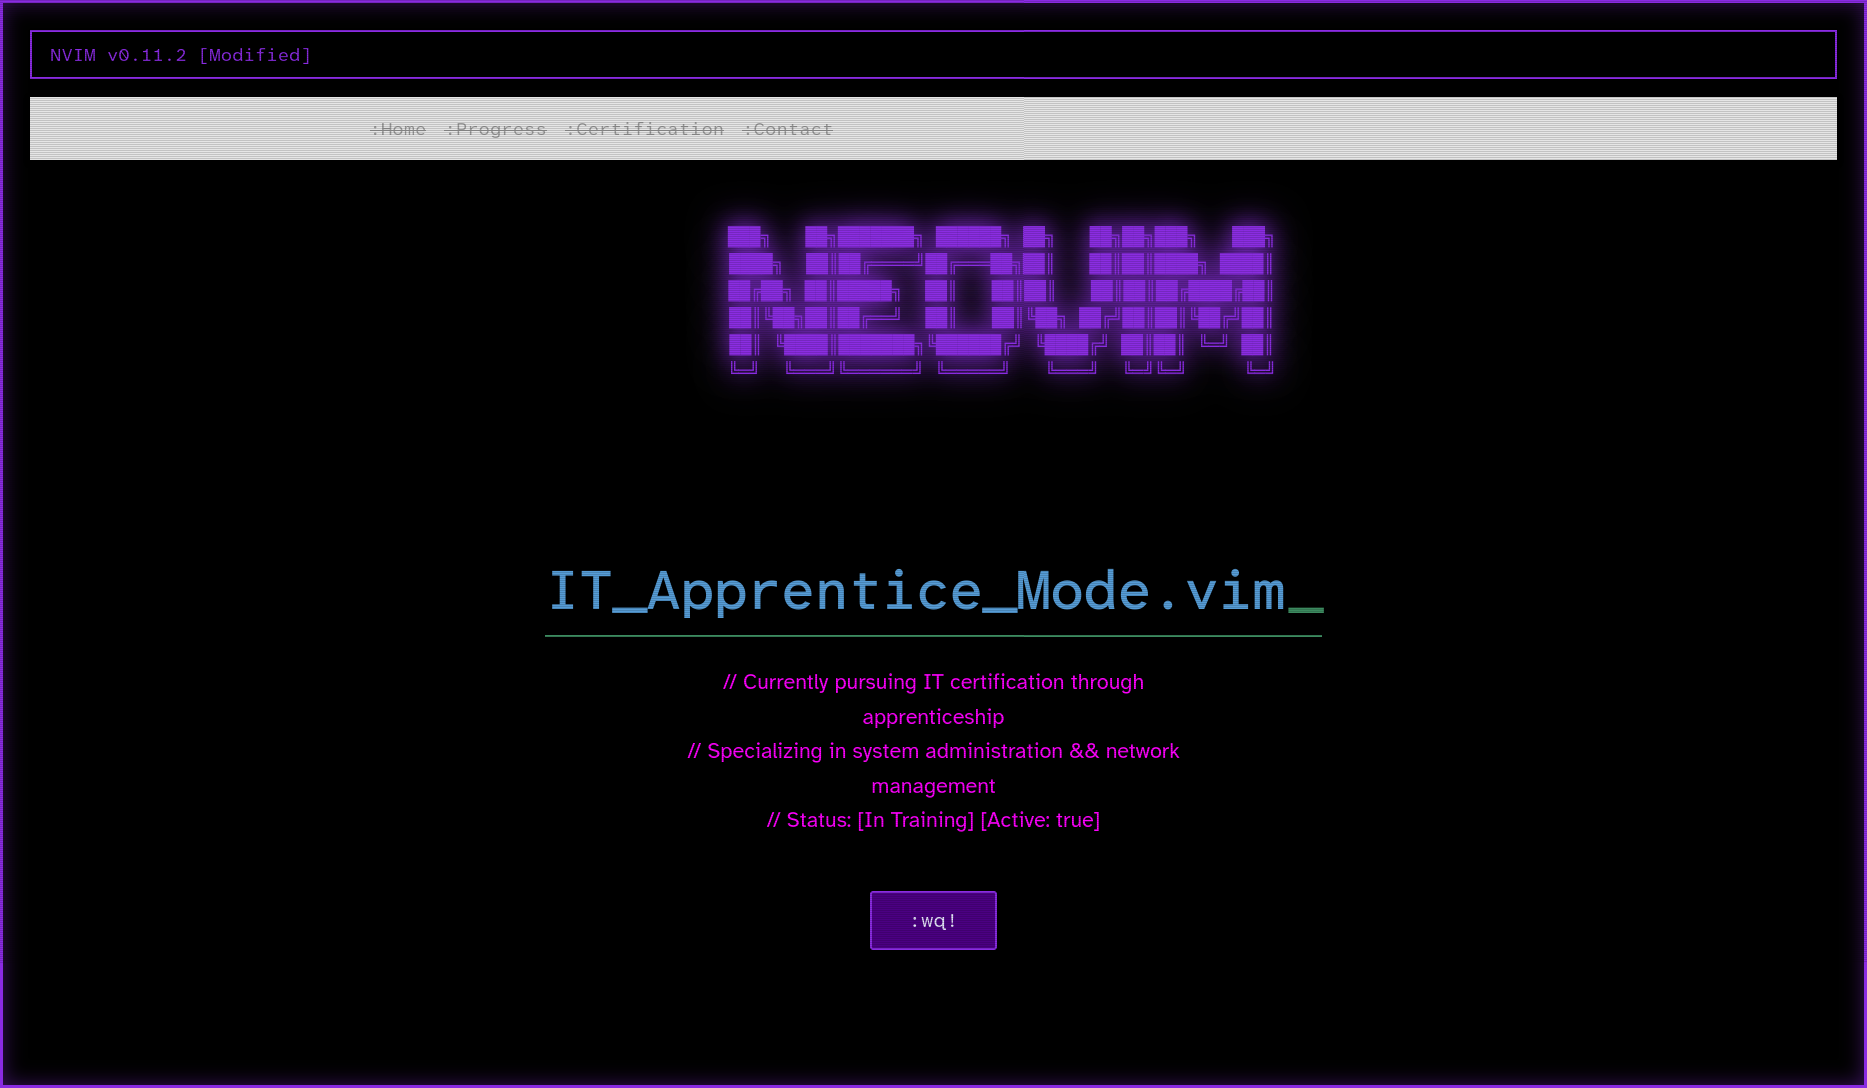 NVIM v0.11.2 [Modified]
:Home :Progress :Certification :Contact
NEOVIM
IT_Apprentice_Mode.vim_
// Currently pursuing IT certification through
apprenticeship
// Specializing in system administration && network
management
// Status: [In Training] [Active: true]
:wq!